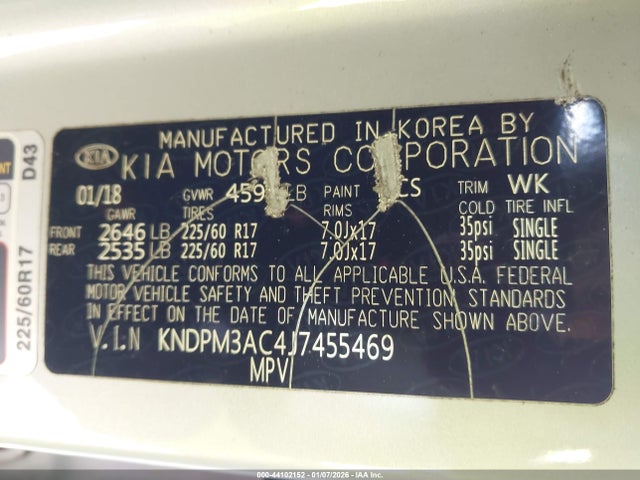 MANUFACTURED IN KOREA BY
KIA KIA MOTORS CORPORATION
01/18 GVWR 459 LB PAINT CS TRIM WK
GAWR TIRES RIMS COLD TIRE INFL
FRONT 2646 LB 225/60 R17 7.0Jx17 35psi SINGLE
REAR 2535 LB 225/60 R17 7.0Jx17 35psi SINGLE
THIS VEHICLE CONFORMS TO ALL APPLICABLE U.S.A. FEDERAL
MOTOR VEHICLE SAFETY AND THEFT PREVENTION STANDARDS
IN EFFECT ON THE DATE OF MANUFACTURE SHOWN ABOVE.
V.I.N KNDPM3AC4J7455469
MPV
D43
225/60R17
000-44102152 - 01/07/2026 - IAA Inc.